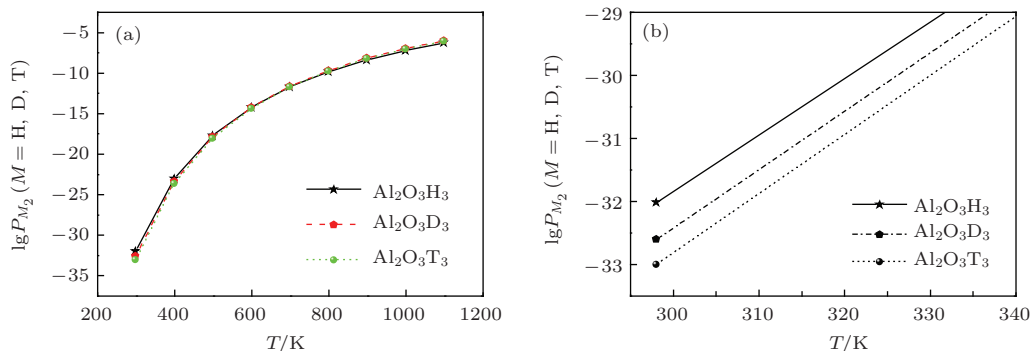 (a)
lgP_{M_2} (M = H, D, T)
−5
−10
−15
−20
−25
−30
−35
Al₂O₃H₃
Al₂O₃D₃
Al₂O₃T₃
200 400 600 800 1000 1200
T/K
(b)
lgP_{M_2} (M = H, D, T)
−29
−30
−31
−32
−33
Al₂O₃H₃
Al₂O₃D₃
Al₂O₃T₃
300 310 320 330 340
T/K